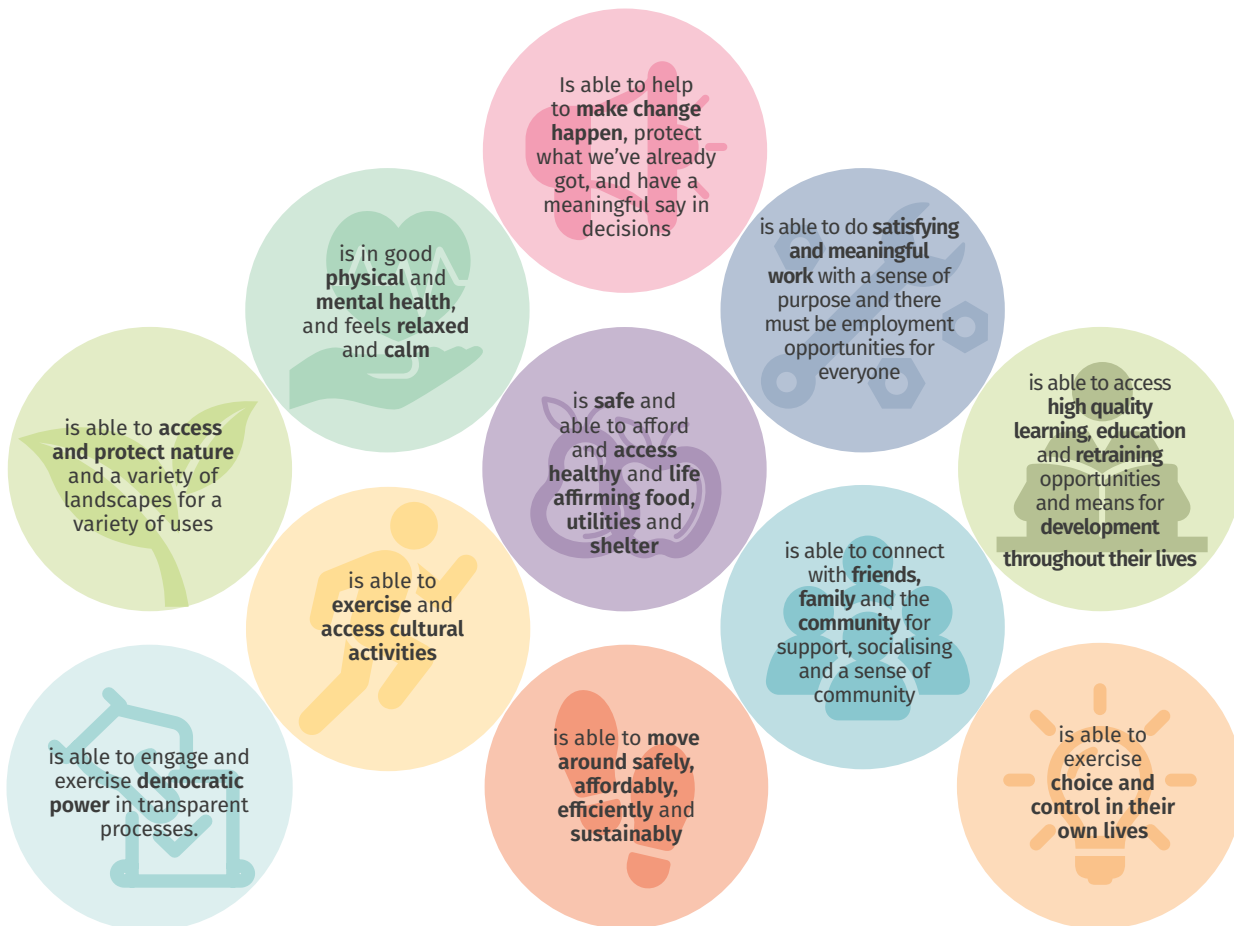 Is able to help
to make change
happen, protect
what we've already
got, and have a
meaningful say in
decisions
is in good
physical and
mental health,
and feels relaxed
and calm
is able to do satisfying
and meaningful
work with a sense of
purpose and there
must be employment
opportunities for
everyone
is able to access
and protect nature
and a variety of
landscapes for a
variety of uses
is safe and
able to afford
and access
healthy and life
affirming food,
utilities and
shelter
is able to access
high quality
learning, education
and retraining
opportunities
and means for
development
throughout their lives
is able to
exercise and
access cultural
activities
is able to connect
with friends,
family and the
community for
support, socialising
and a sense of
community
is able to engage and
exercise democratic
power in transparent
processes.
is able to move
around safely,
affordably,
efficiently and
sustainably
is able to
exercise
choice and
control in their
own lives